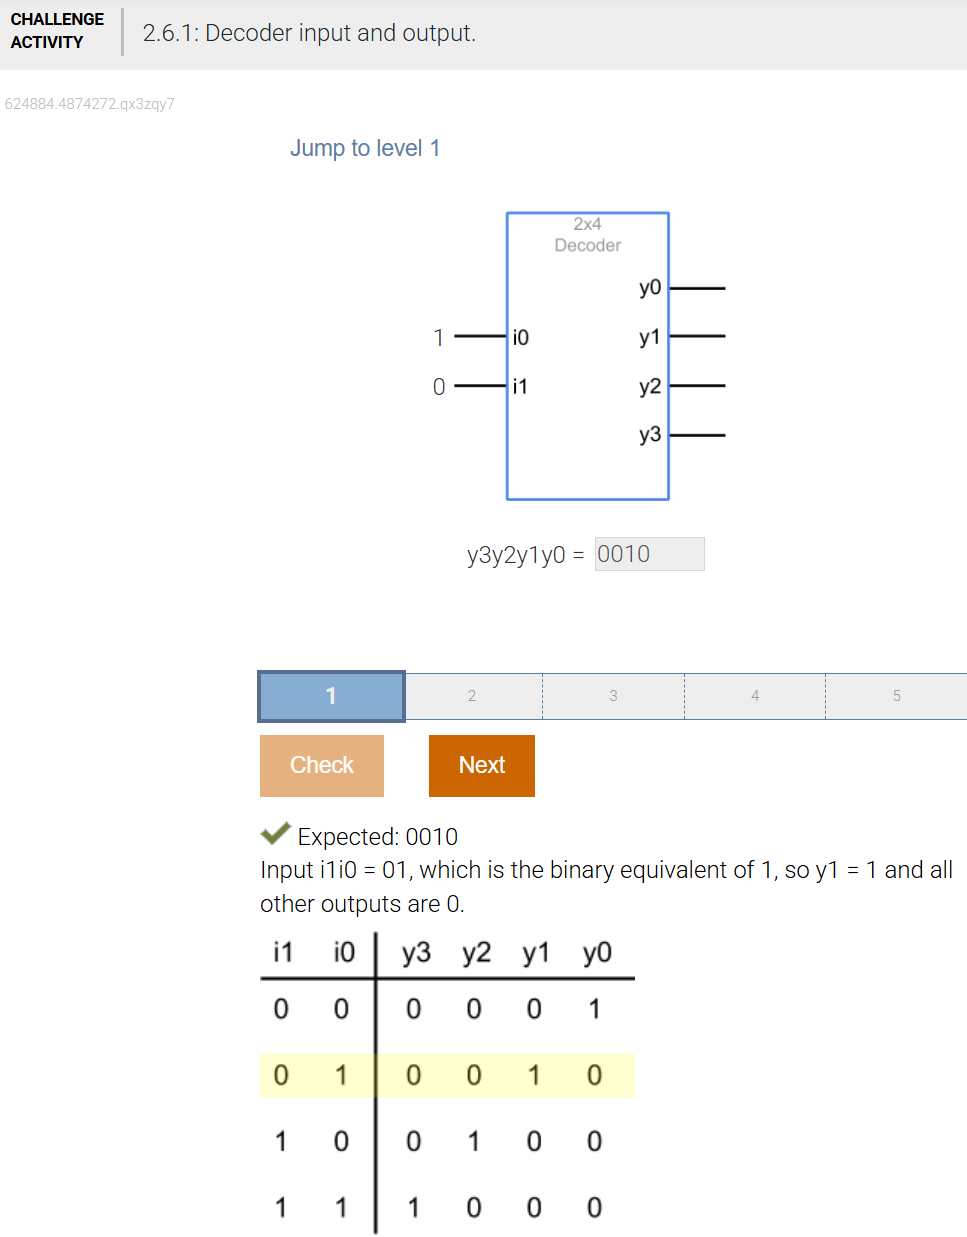 CHALLENGE
ACTIVITY
2.6.1: Decoder input and output.
624884.4874272.qx3zqy7
Jump to level 1
2x4
Decoder
y0
1 i0 y1
0 i1 y2
y3
y3y2y1y0 = 0010
1 2 3 4 5
Check Next
Expected: 0010
Input i1i0 = 01, which is the binary equivalent of 1, so y1 = 1 and all
other outputs are 0.
i1 i0 y3 y2 y1 y0
0 0 0 0 0 1
0 1 0 0 1 0
1 0 0 1 0 0
1 1 1 0 0 0